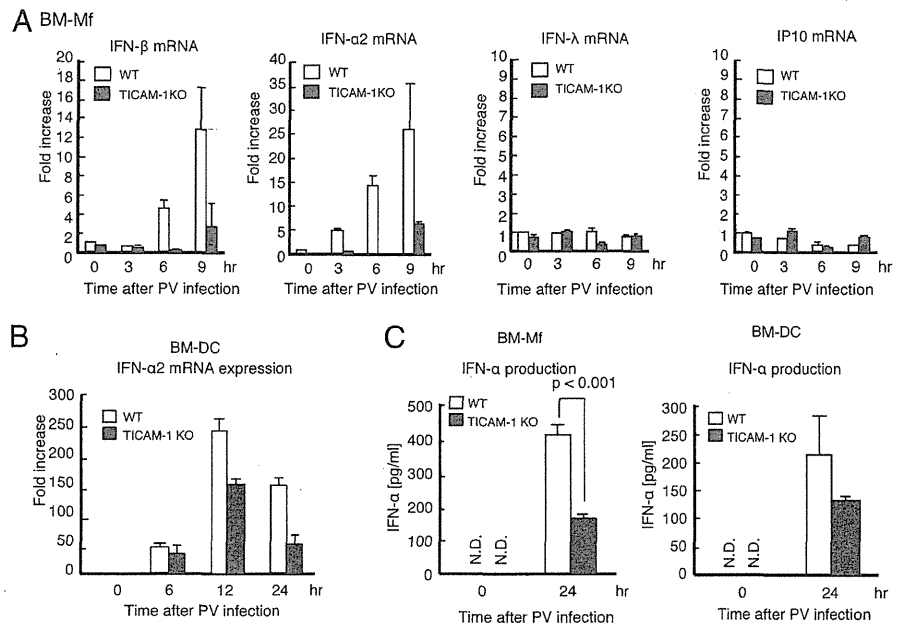 A BM-Mf
IFN-β mRNA
Fold increase
20
18
16
14
12
10
8
6
4
2
0
WT
TICAM-1KO
0 3 6 9 hr
Time after PV infection
IFN-α2 mRNA
Fold increase
40
35
30
25
20
15
10
5
0
WT
TICAM-1KO
0 3 6 9 hr
Time after PV infection
IFN-λ mRNA
Fold increase
10
9
8
7
6
5
4
3
2
1
0
WT
TICAM-1KO
0 3 6 9 hr
Time after PV infection
IP10 mRNA
Fold increase
10
9
8
7
6
5
4
3
2
1
0
WT
TICAM-1KO
0 3 6 9 hr
Time after PV infection
B
BM-DC
IFN-α2 mRNA expression
Fold increase
300
250
200
150
100
50
0
WT
TICAM-1 KO
0 6 12 24 hr
Time after PV infection
C
BM-Mf
IFN-α production
p < 0.001
IFN-α [pg/ml]
500
400
300
200
100
0
WT
TICAM-1 KO
N.D. N.D.
0 24 hr
Time after PV infection
BM-DC
IFN-α production
IFN-α [pg/ml]
300
250
200
150
100
50
0
WT
TICAM-1 KO
N.D. N.D.
0 24 hr
Time after PV infection